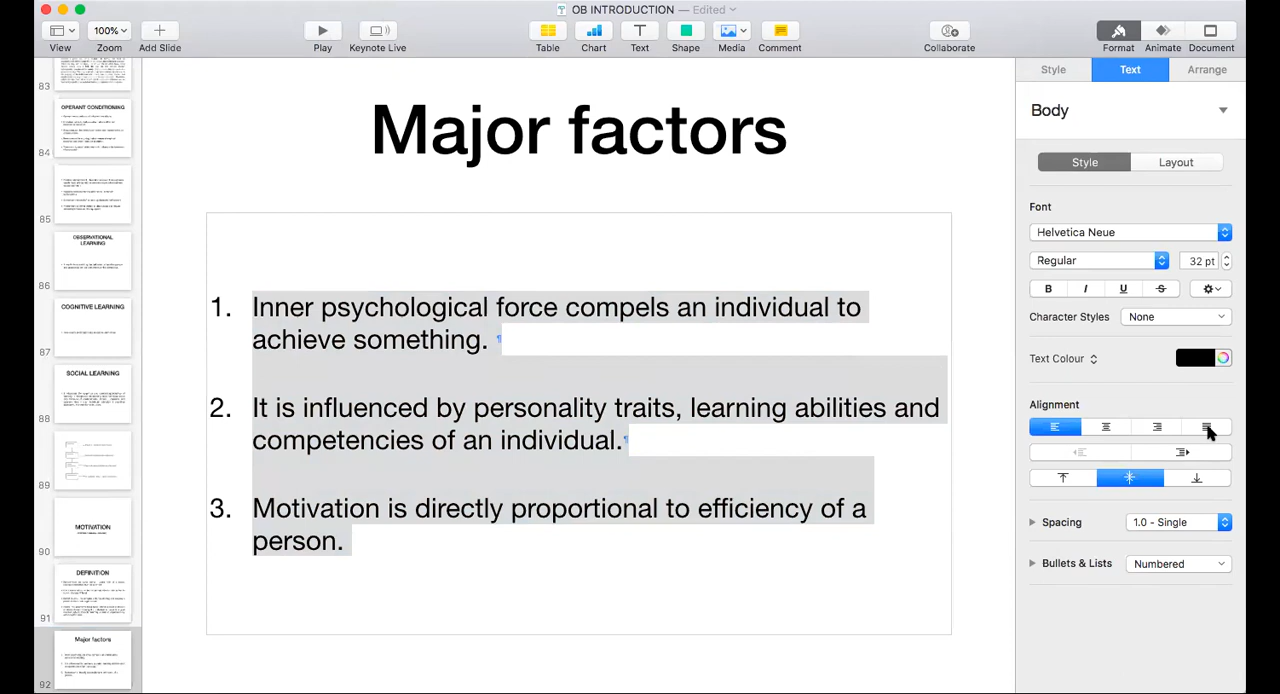 OB INTRODUCTION — Edited
View
100%
Zoom
Add Slide
Play
Keynote Live
Table
Chart
Text
Shape
Media
Comment
Collaborate
Format
Animate
Document
83
OPERANT CONDITIONING
84
85
OBSERVATIONAL
LEARNING
86
COGNITIVE LEARNING
87
SOCIAL LEARNING
88
89
MOTIVATION
90
DEFINITION
91
Major factors
92
Major factors
1. Inner psychological force compels an individual to
achieve something. ¶
2. It is influenced by personality traits, learning abilities and
competencies of an individual.¶
3. Motivation is directly proportional to efficiency of a
person.
Style
Text
Arrange
Body
Style
Layout
Font
Helvetica Neue
Regular
32 pt
B I U S
Character Styles
None
Text Colour
Alignment
Spacing
1.0 - Single
Bullets & Lists
Numbered